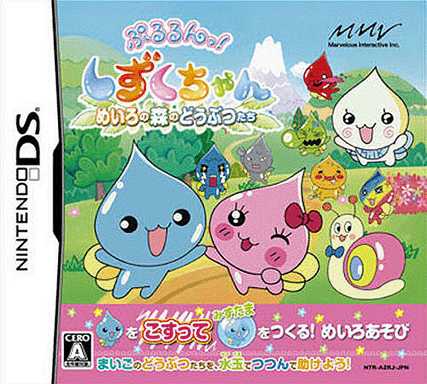 NINTENDO DS
ぷるるんっ!
しずくちゃん
めいろの森のどうぶつたち
MMV
Marvelous Interactive Inc.
みずたま
をこすって をつくる! めいろあそび
まいごのどうぶつたちを、水玉でつつんで助けよう!
CERO
A
NTR-A2RJ-JPN